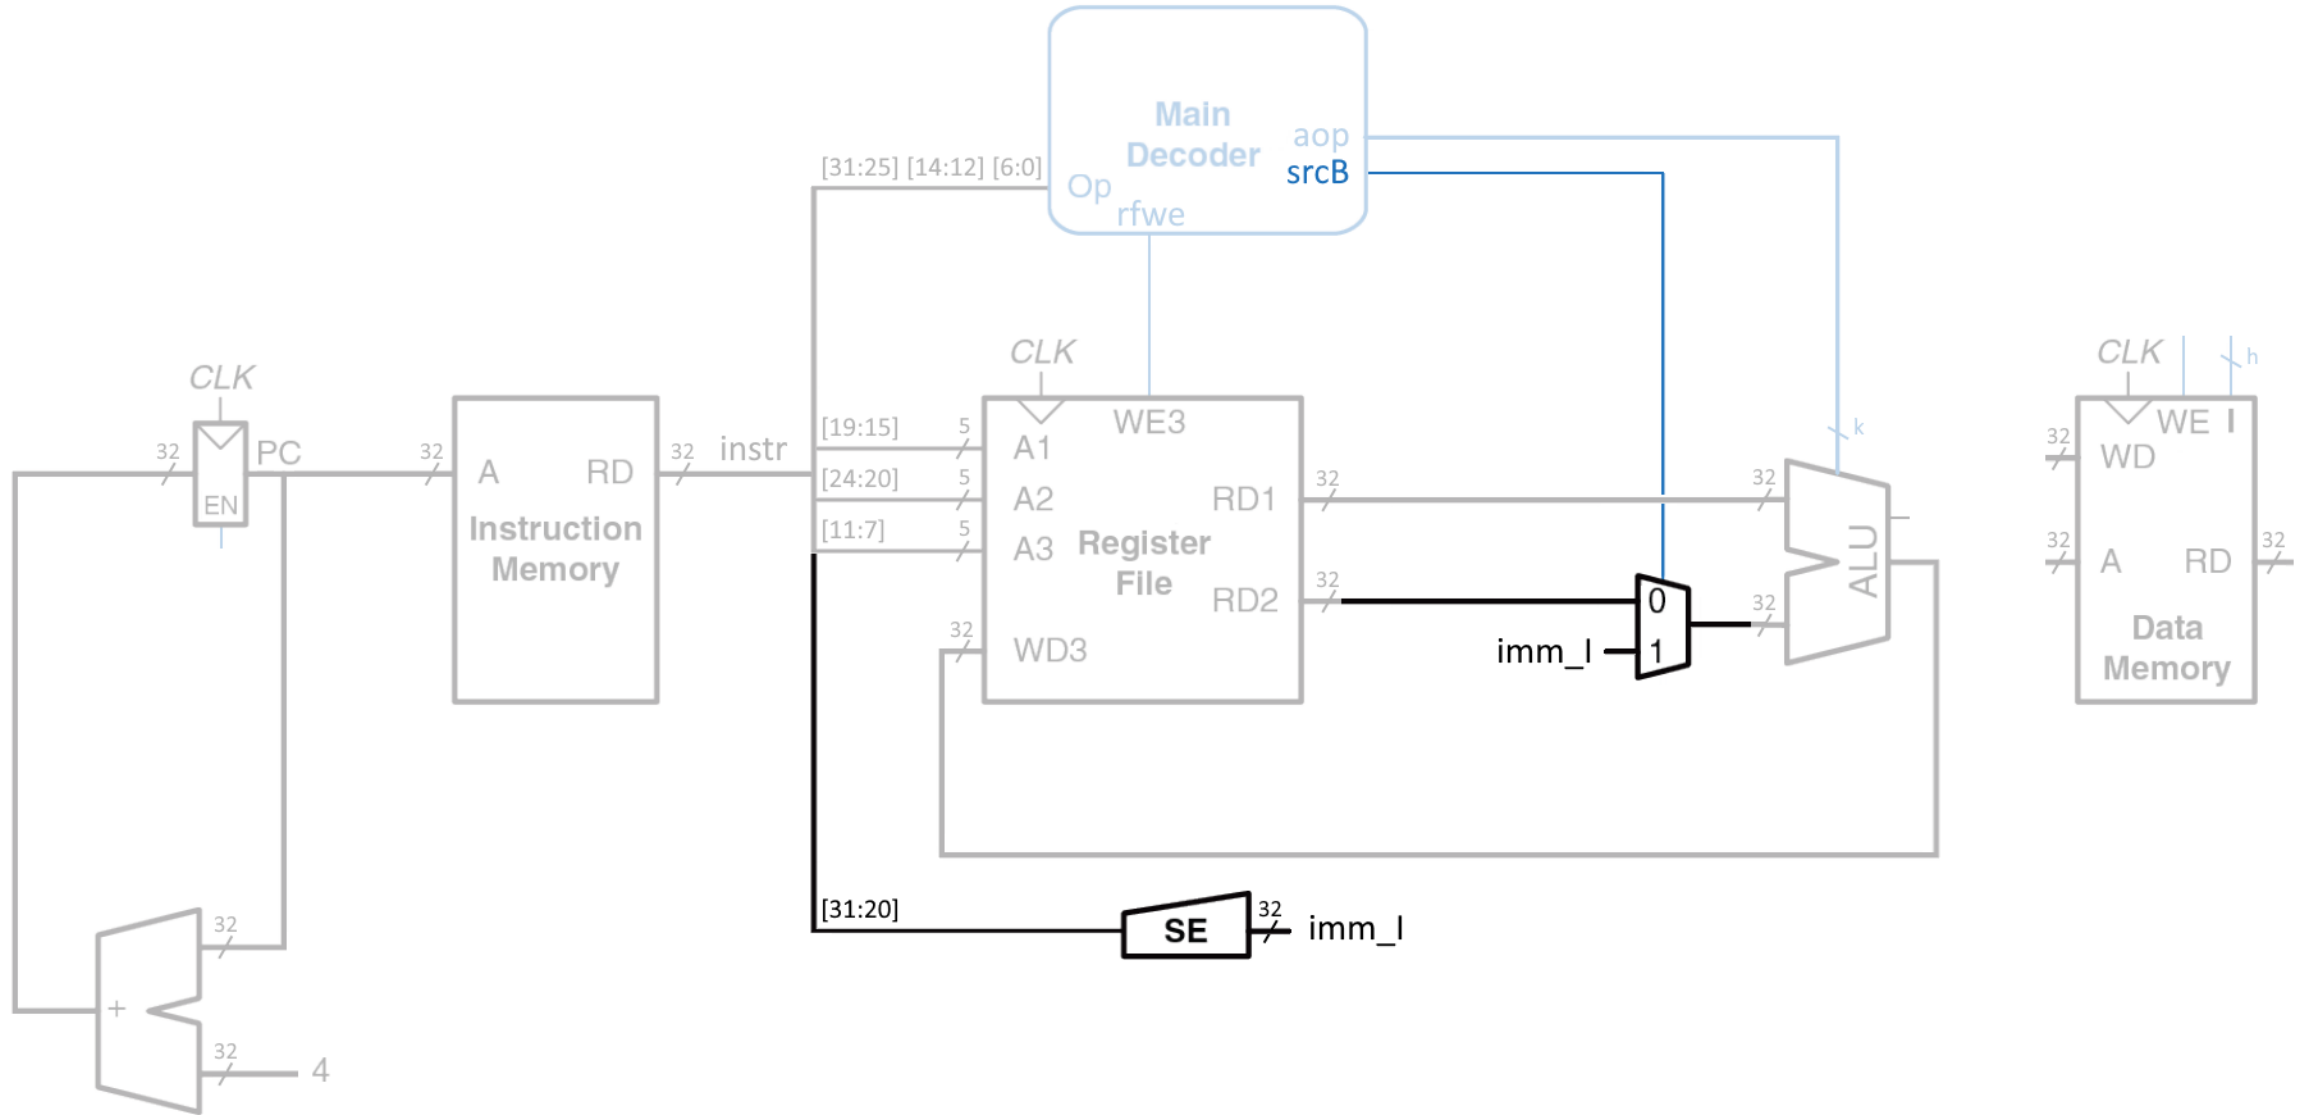 Main
Decoder
aop
srcB
Op
rfwe
[31:25] [14:12] [6:0]
CLK
32
PC
EN
32
A
RD
Instruction
Memory
32
instr
[19:15]
5
[24:20]
5
[11:7]
5
CLK
WE3
A1
A2
A3
RD1
Register
File
RD2
32
WD3
32
32
0
1
imm_I
32
32
k
ALU
CLK
h
WE I
32
WD
32
A
RD
32
Data
Memory
[31:20]
SE
32
imm_I
32
+
32
4